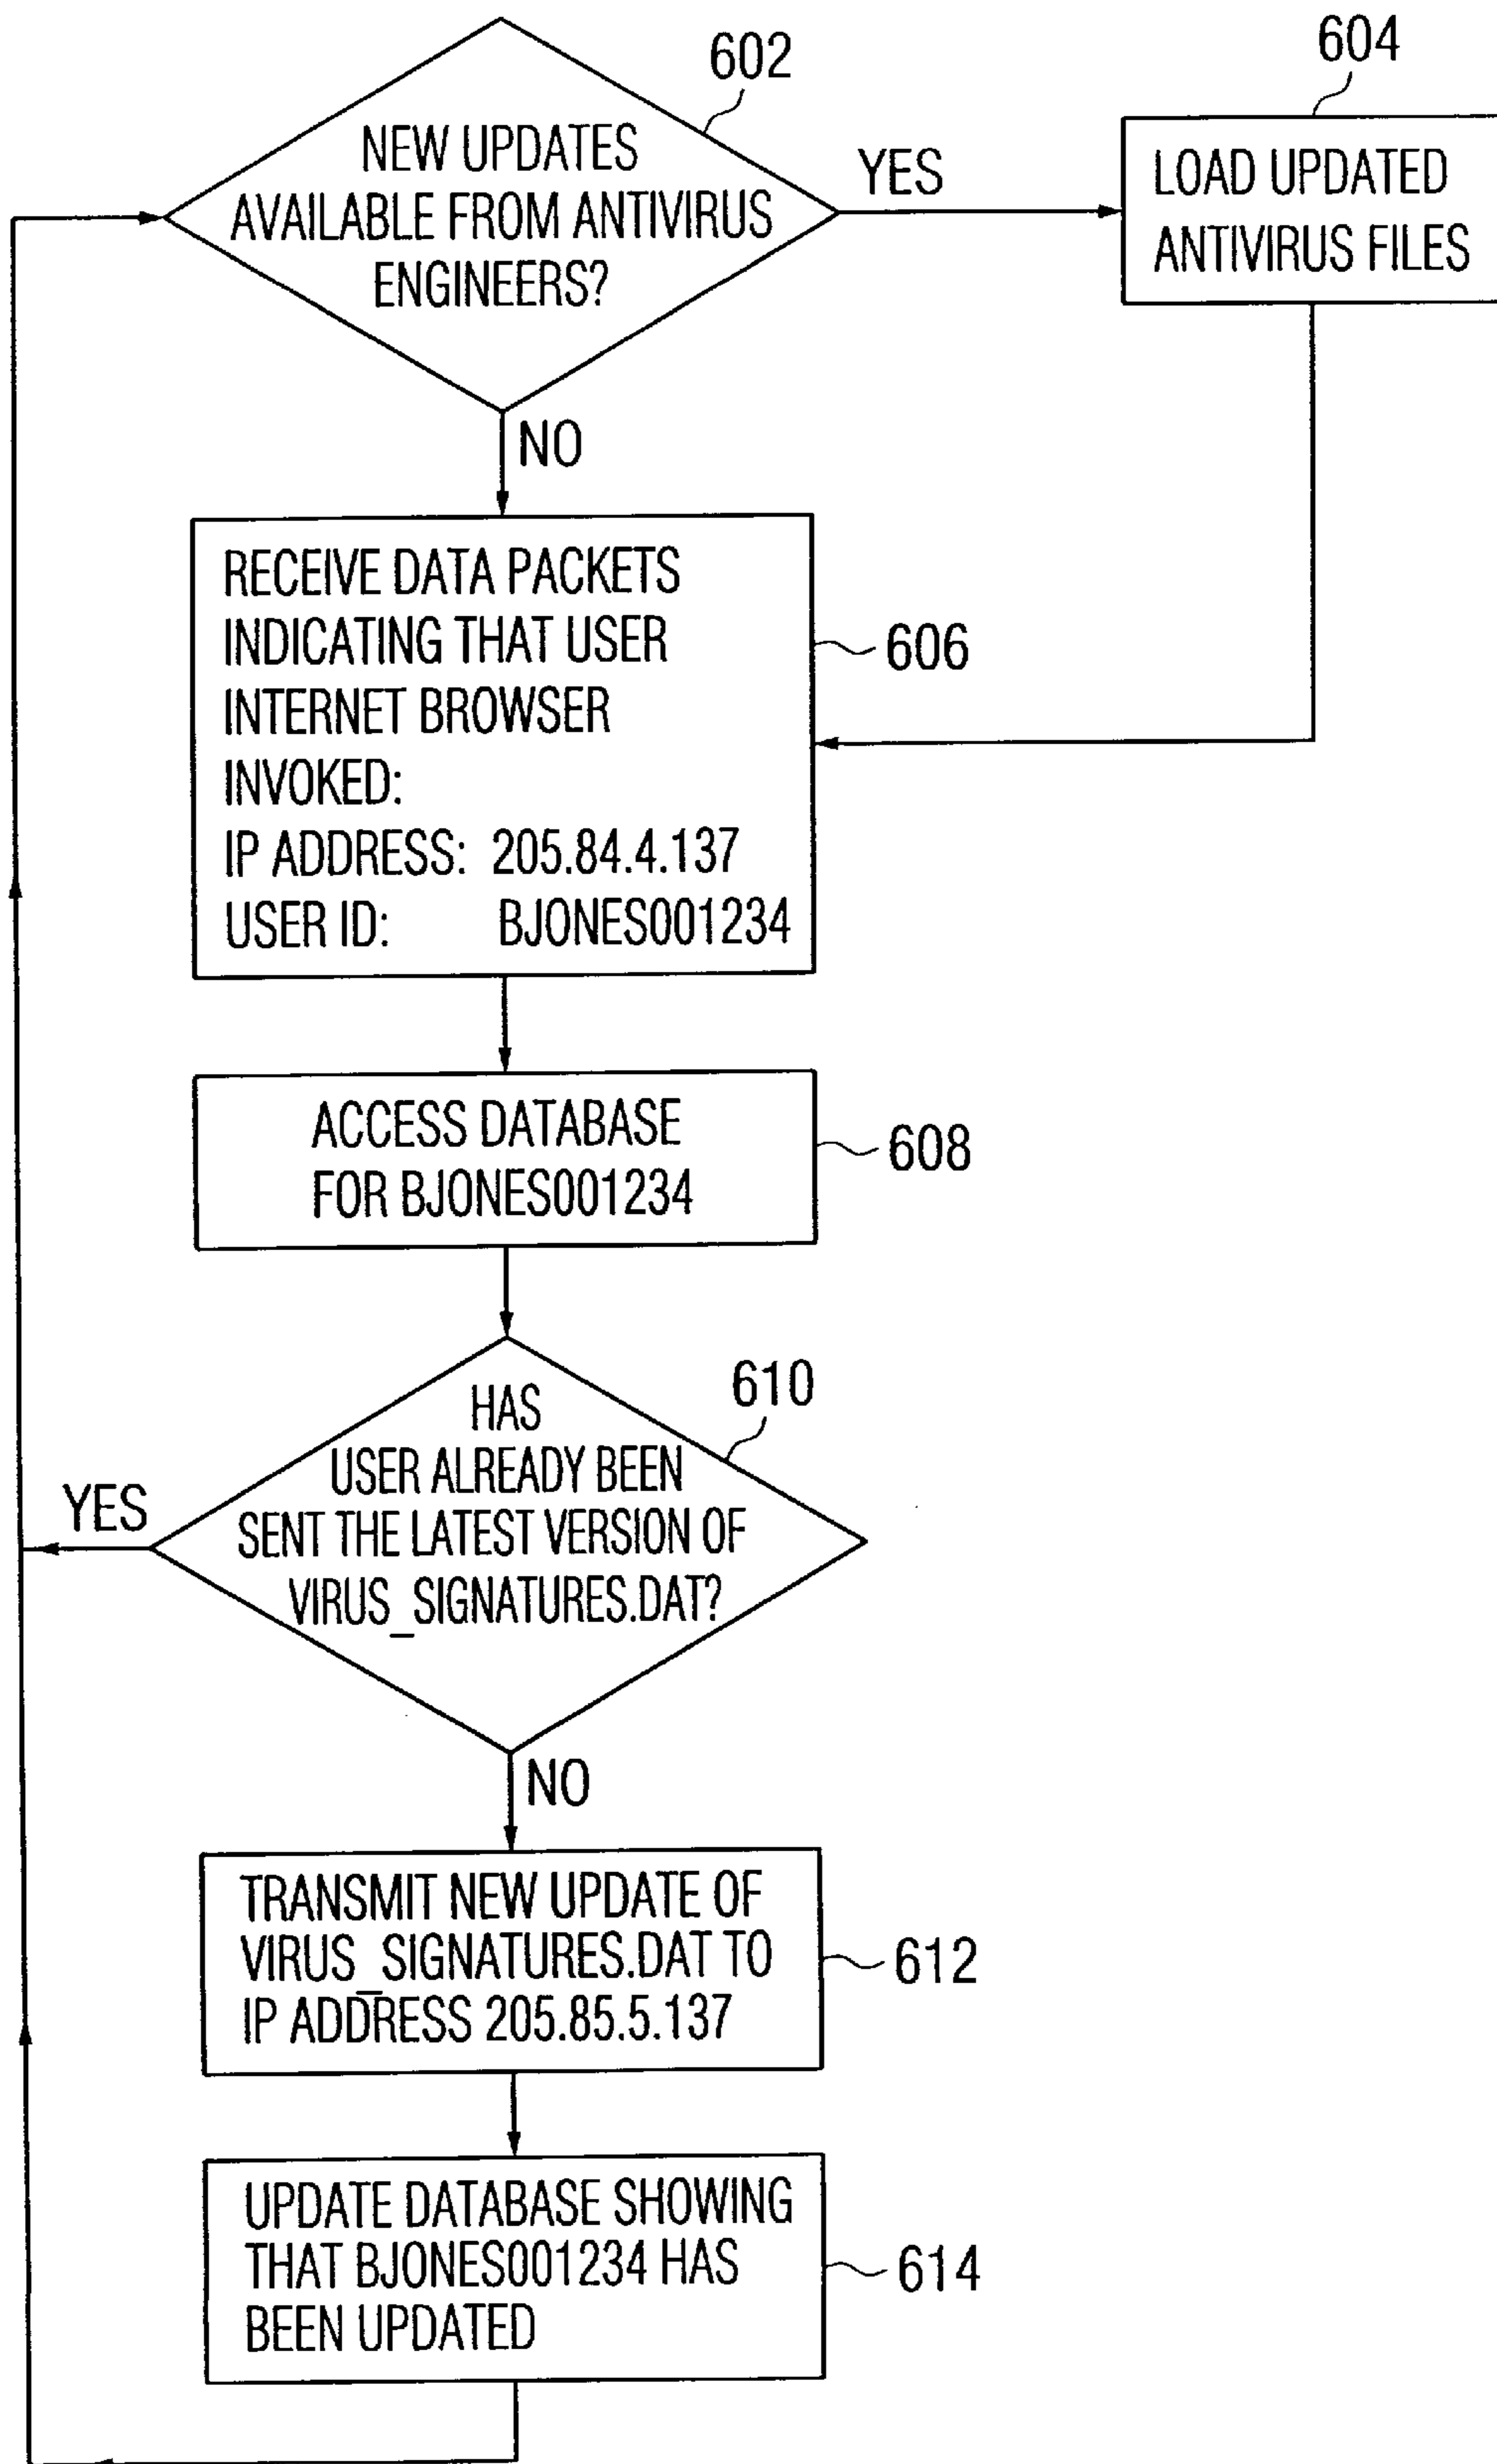 602
NEW UPDATES
AVAILABLE FROM ANTIVIRUS
ENGINEERS?
YES
604
LOAD UPDATED
ANTIVIRUS FILES
NO
RECEIVE DATA PACKETS
INDICATING THAT USER
INTERNET BROWSER
INVOKED:
IP ADDRESS: 205.84.4.137
USER ID: BJONES001234
606
ACCESS DATABASE
FOR BJONES001234
608
HAS
USER ALREADY BEEN
SENT THE LATEST VERSION OF
VIRUS_SIGNATURES.DAT?
610
YES
NO
TRANSMIT NEW UPDATE OF
VIRUS_SIGNATURES.DAT TO
IP ADDRESS 205.85.5.137
612
UPDATE DATABASE SHOWING
THAT BJONES001234 HAS
BEEN UPDATED
614